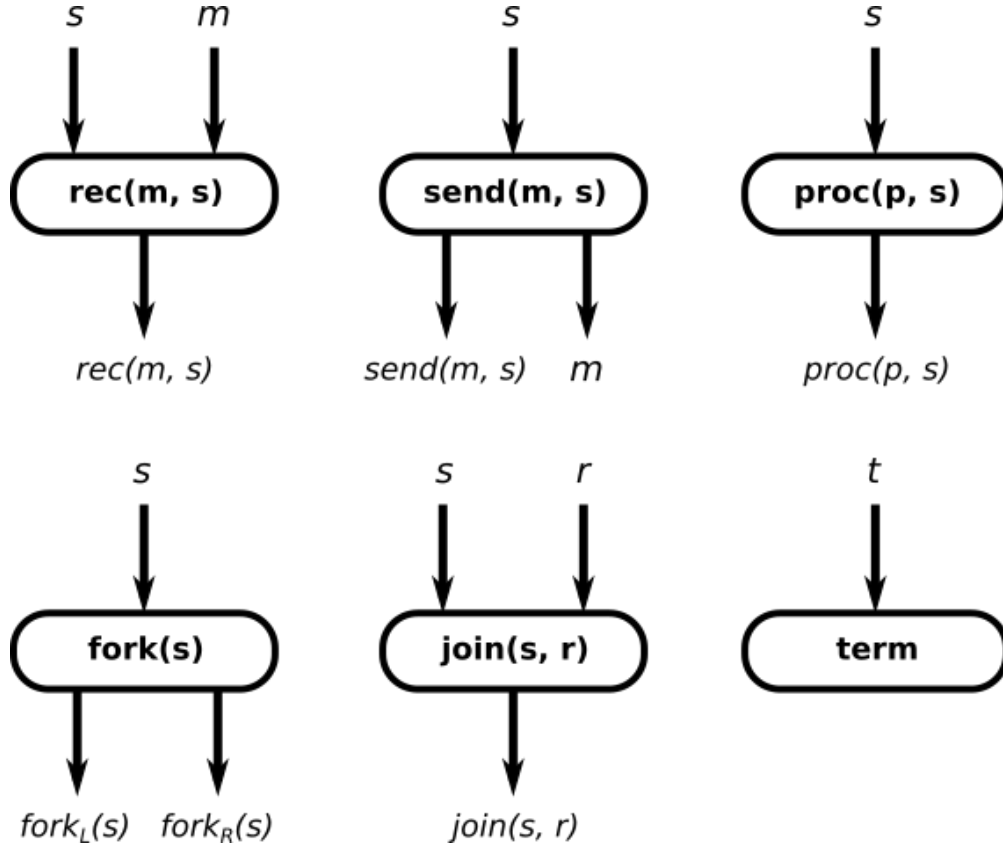 s m s s
rec(m, s) send(m, s) proc(p, s)
rec(m, s) send(m, s) m proc(p, s)
s s r t
fork(s) join(s, r) term
fork_L(s) fork_R(s) join(s, r)